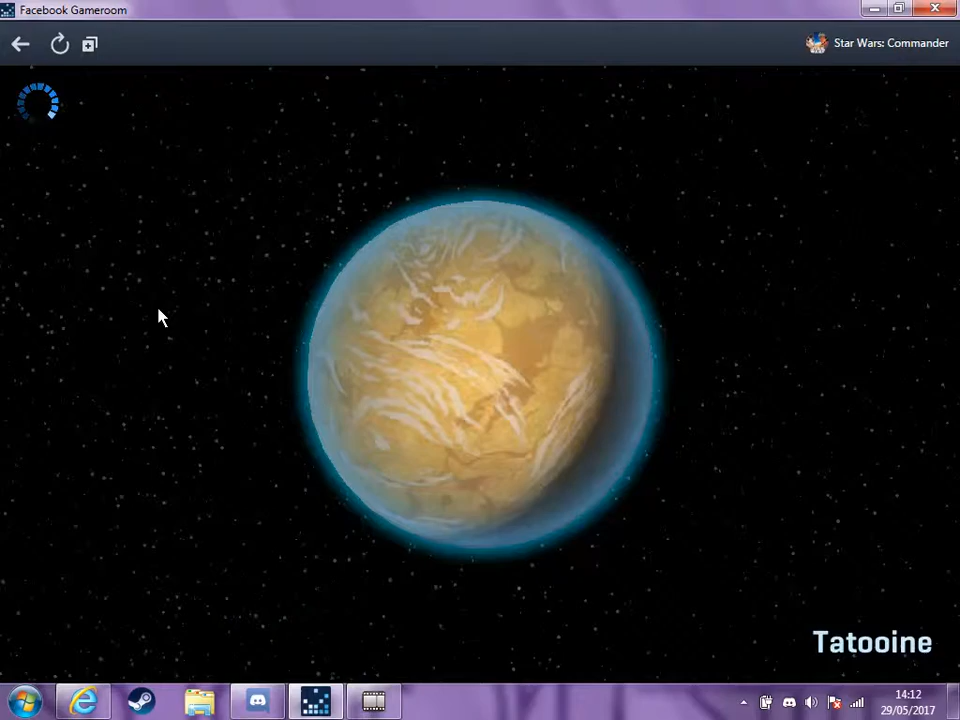 Facebook Gameroom
Star Wars: Commander
Tatooine
14:12
29/05/2017